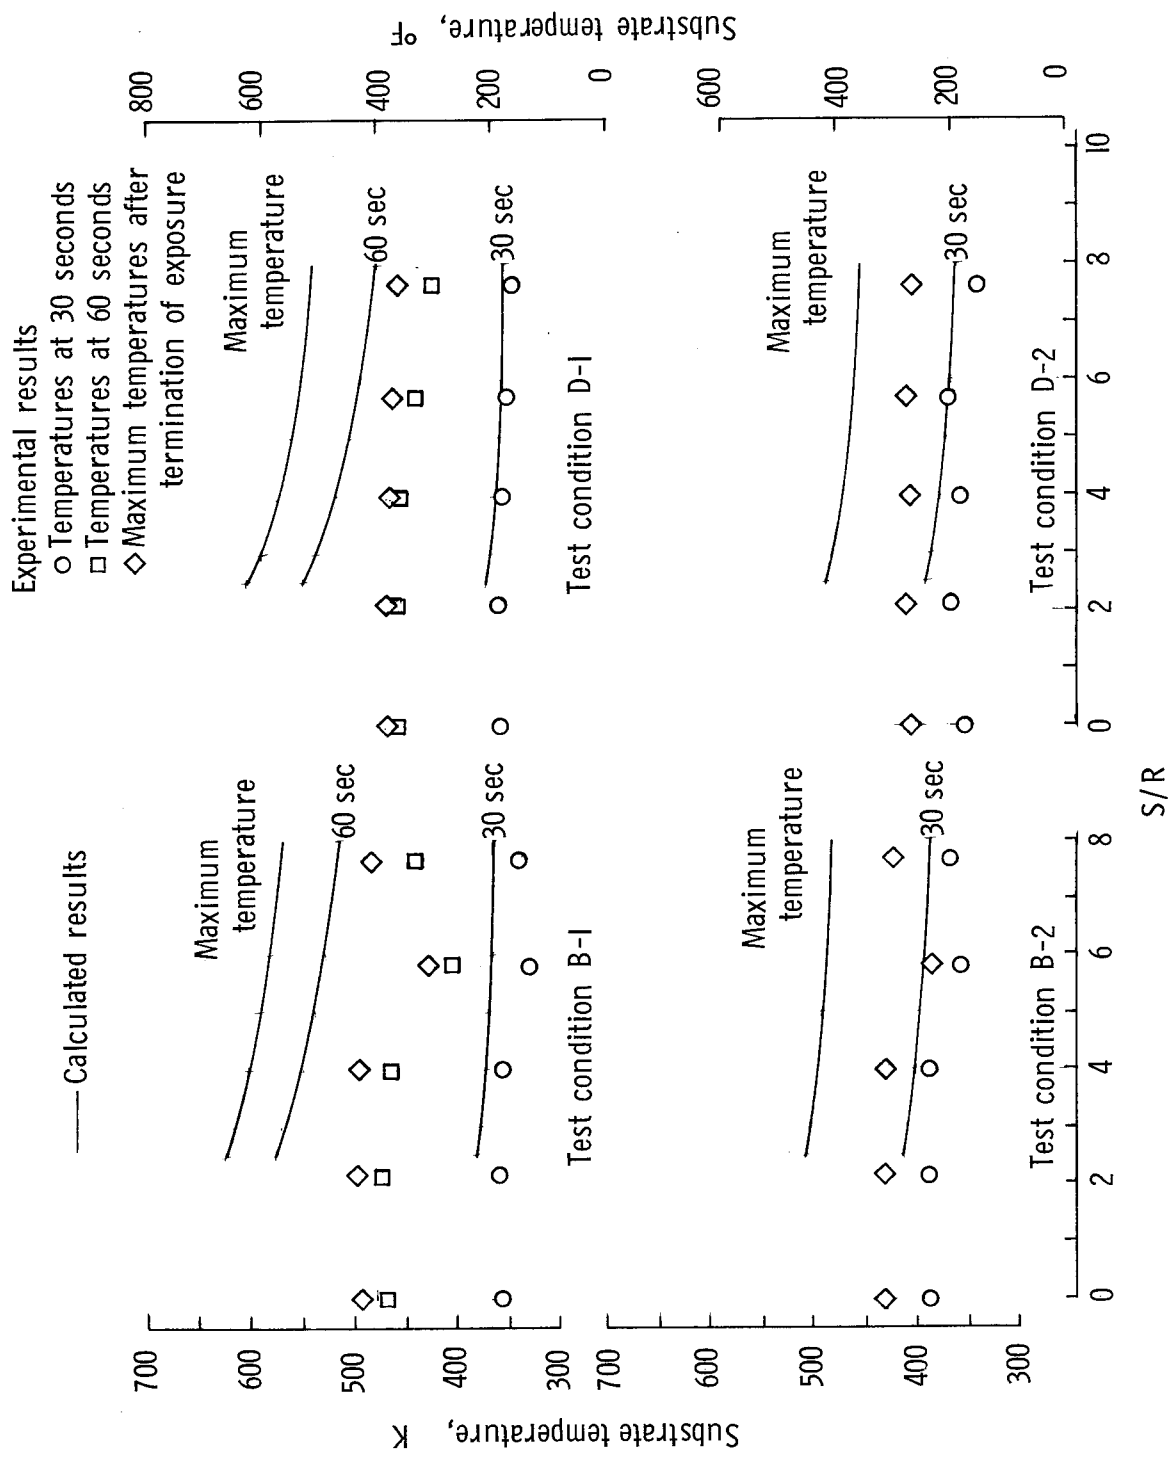 Experimental results
Temperatures at 30 seconds
Temperatures at 60 seconds
Maximum temperatures after
termination of exposure
Calculated results
Substrate temperature, K
700
600
500
400
300
Maximum
temperature
60 sec
30 sec
Test condition B-1
Maximum
temperature
60 sec
30 sec
Test condition D-1
800
600
400
200
0
Substrate temperature, °F
700
600
500
400
300
Maximum
temperature
30 sec
Test condition B-2
Maximum
temperature
30 sec
Test condition D-2
600
400
200
0
0
2
4
6
8
0
2
4
6
8
10
S/R